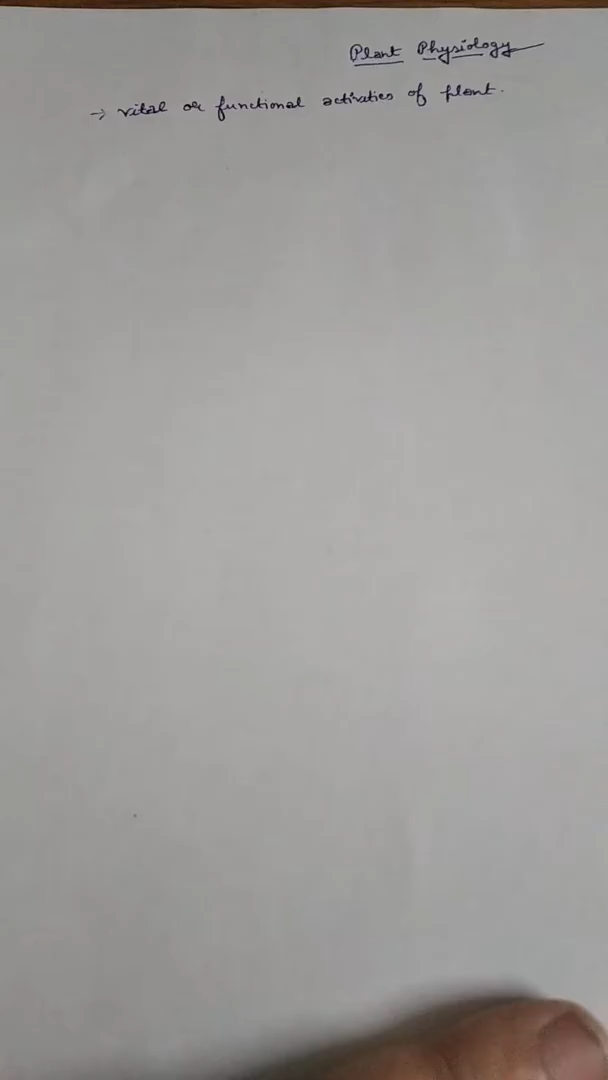 Plant Physiology
→ vital or functional activities of plant.